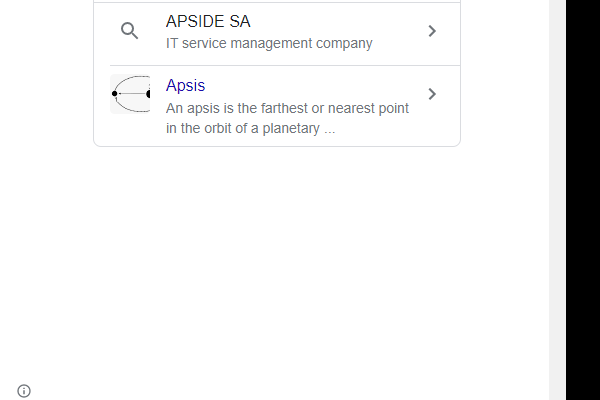 APSIDE SA
IT service management company
Apsis
An apsis is the farthest or nearest point
in the orbit of a planetary ...